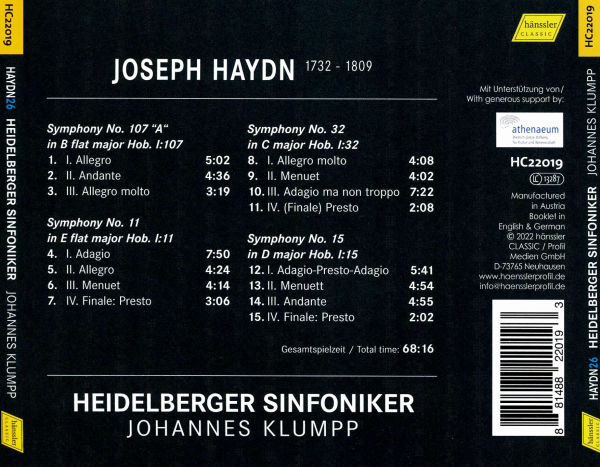 HC22019
HAYDN26 HEIDELBERGER SINFONIKER JOHANNES KLUMPP
hänssler
CLASSIC
JOSEPH HAYDN 1732 - 1809
Symphony No. 107 "A"
in B flat major Hob. I:107
1. I. Allegro 5:02
2. II. Andante 4:36
3. III. Allegro molto 3:19
Symphony No. 11
in E flat major Hob. I:11
4. I. Adagio 7:50
5. II. Allegro 4:24
6. III. Menuet 4:14
7. IV. Finale: Presto 3:06
Symphony No. 32
in C major Hob. I:32
8. I. Allegro molto 4:08
9. II. Menuet 4:02
10. III. Adagio ma non troppo 7:22
11. IV. (Finale) Presto 2:08
Symphony No. 15
in D major Hob. I:15
12. I. Adagio-Presto-Adagio 5:41
13. II. Menuett 4:54
14. III. Andante 4:55
15. IV. Finale: Presto 2:02
Gesamtspielzeit / Total time: 68:16
HEIDELBERGER SINFONIKER
JOHANNES KLUMPP
hänssler
CLASSIC
Mit Unterstützung von/
With generous support by:
athenaeum
HC22019
LC 13287
Manufactured
in Austria
Booklet in
English & German
© 2022 hänssler
CLASSIC / Profil
Medien GmbH
D-73765 Neuhausen
www.haensslerprofil.de
info@haensslerprofil.de
8 81488 22019 3
HC22019
JOHANNES KLUMPP
HEIDELBERGER SINFONIKER
HAYDN26
hänssler
CLASSIC